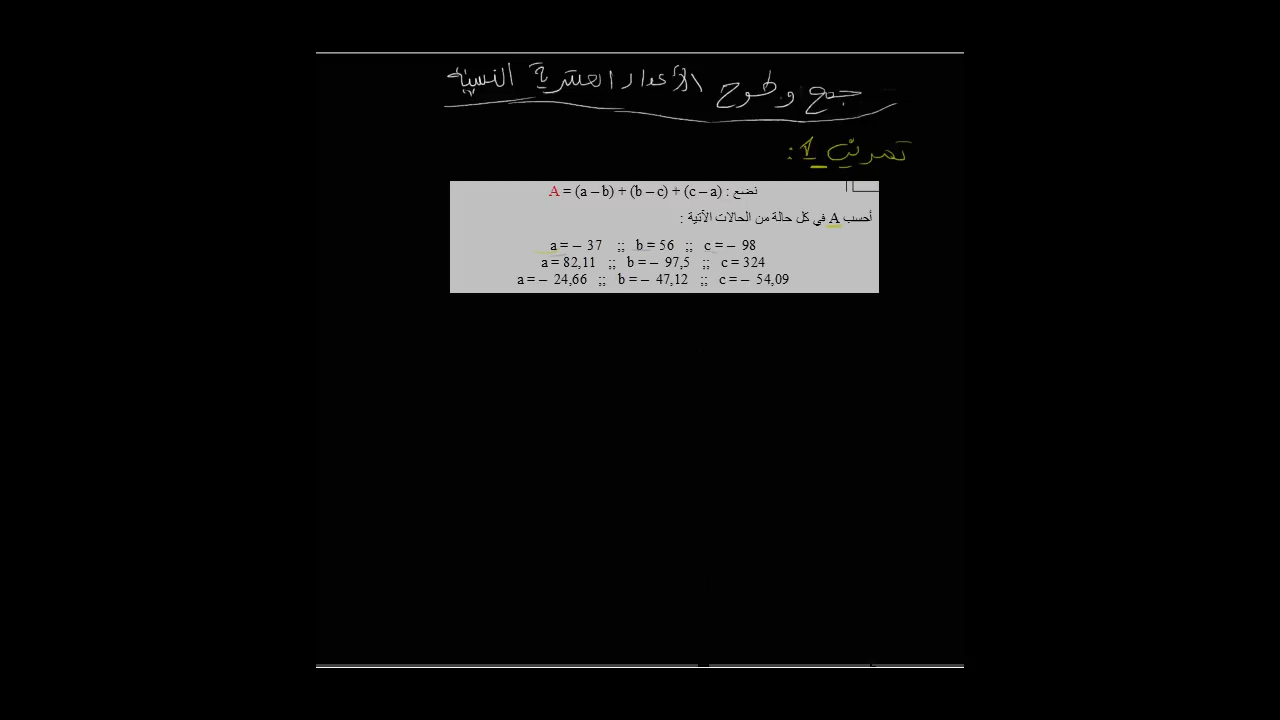 جمع و طرح الأعداد العشرية النسبية
تمرين 1 :
نضع : A = (a – b) + (b – c) + (c – a)
أحسب A في كل حالة من الحالات الآتية :
a = – 37 ;; b = 56 ;; c = – 98
a = 82,11 ;; b = – 97,5 ;; c = 324
a = – 24,66 ;; b = – 47,12 ;; c = – 54,09